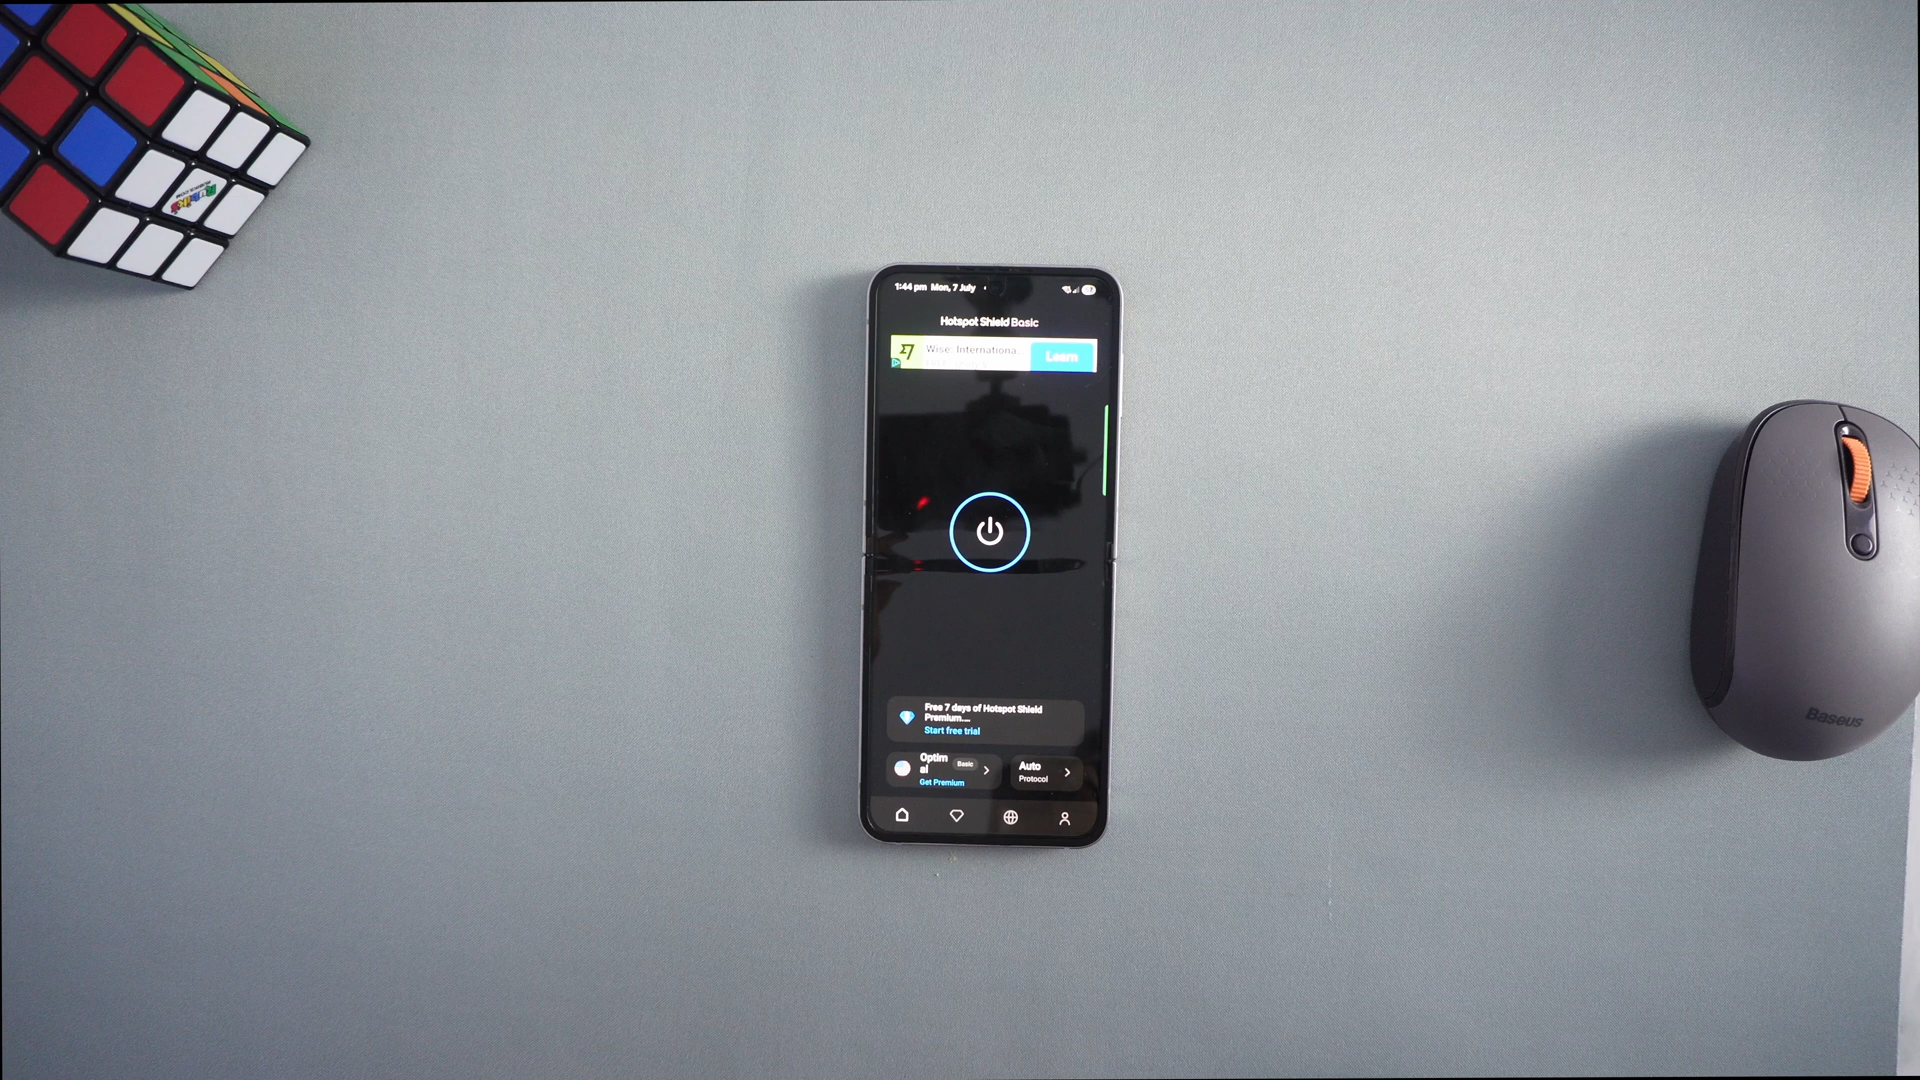 Rubik's
1:44 pm Mon, 7 July
Hotspot Shield Basic
Wise: Internationa...
Learn
Free 7 days of Hotspot Shield
Premium....
Start free trial
Optim
al
Basic
Get Premium
Auto
Protocol
Baseus